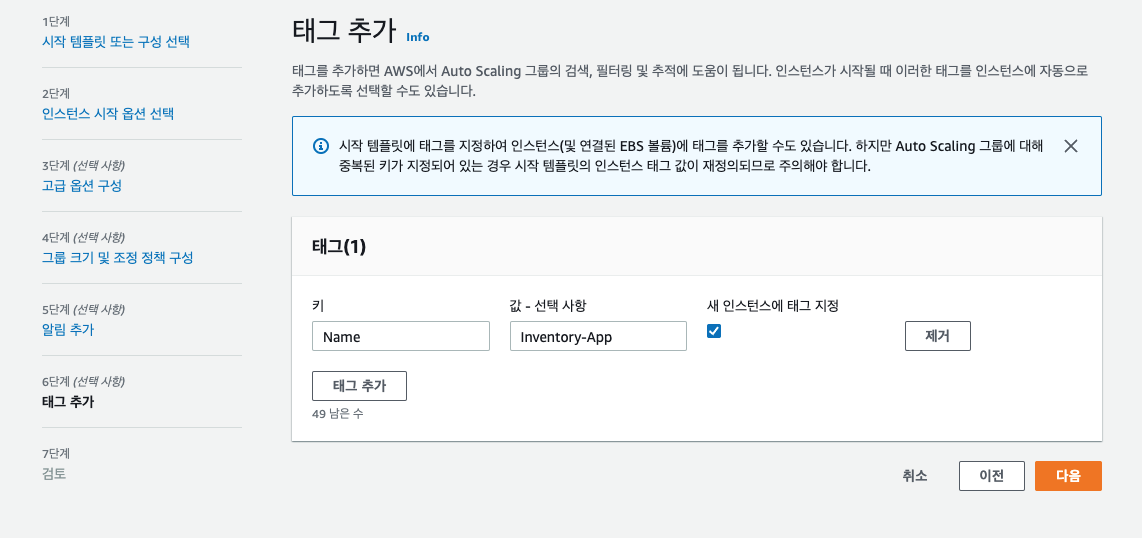 1단계
시작 템플릿 또는 구성 선택
2단계
인스턴스 시작 옵션 선택
3단계 (선택 사항)
고급 옵션 구성
4단계 (선택 사항)
그룹 크기 및 조정 정책 구성
5단계 (선택 사항)
알림 추가
6단계 (선택 사항)
태그 추가
7단계
검토
태그 추가 Info
태그를 추가하면 AWS에서 Auto Scaling 그룹의 검색, 필터링 및 추적에 도움이 됩니다. 인스턴스가 시작될 때 이러한 태그를 인스턴스에 자동으로
추가하도록 선택할 수도 있습니다.
시작 템플릿에 태그를 지정하여 인스턴스(및 연결된 EBS 볼륨)에 태그를 추가할 수도 있습니다. 하지만 Auto Scaling 그룹에 대해
중복된 키가 지정되어 있는 경우 시작 템플릿의 인스턴스 태그 값이 재정의되므로 주의해야 합니다.
태그(1)
키 값 - 선택 사항 새 인스턴스에 태그 지정
Name Inventory-App 제거
태그 추가
49 남은 수
취소 이전 다음